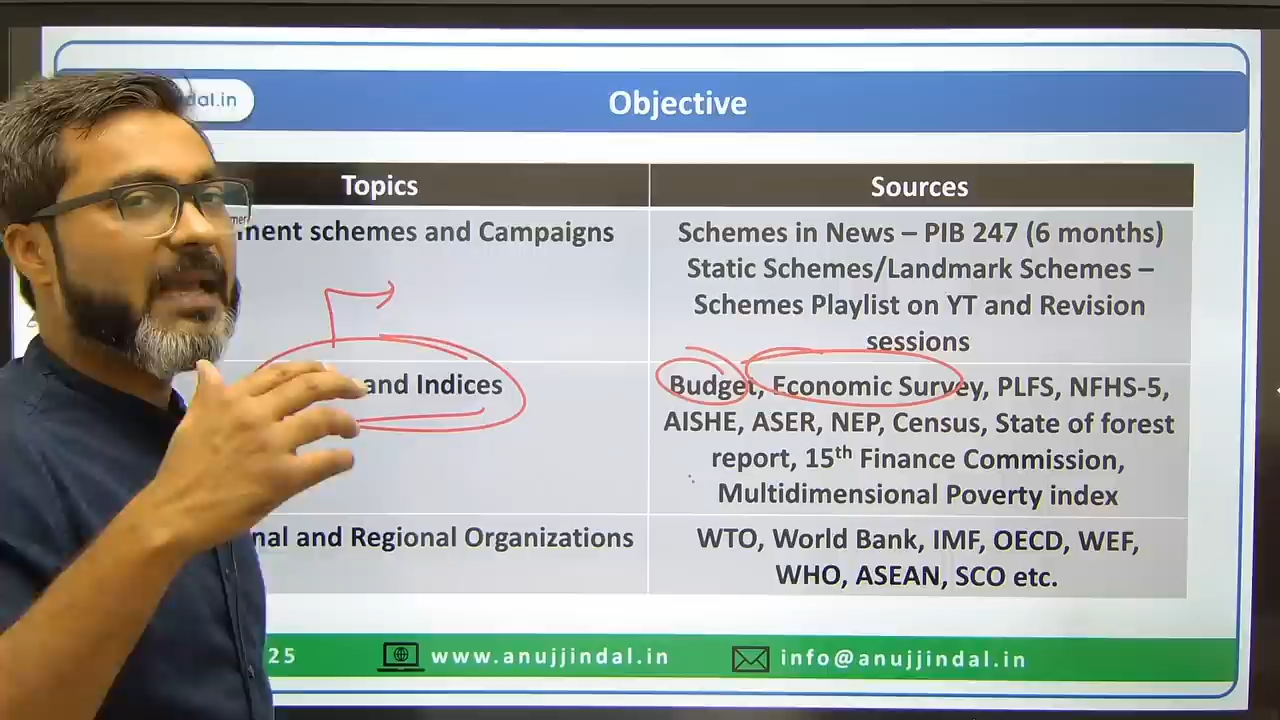 dal.in
Objective
Topics
Sources
ment schemes and Campaigns
Schemes in News – PIB 247 (6 months)
Static Schemes/Landmark Schemes –
Schemes Playlist on YT and Revision
sessions
and Indices
Budget, Economic Survey, PLFS, NFHS-5,
AISHE, ASER, NEP, Census, State of forest
report, 15th Finance Commission,
Multidimensional Poverty index
nal and Regional Organizations
WTO, World Bank, IMF, OECD, WEF,
WHO, ASEAN, SCO etc.
25
www.anujjindal.in
info@anujjindal.in